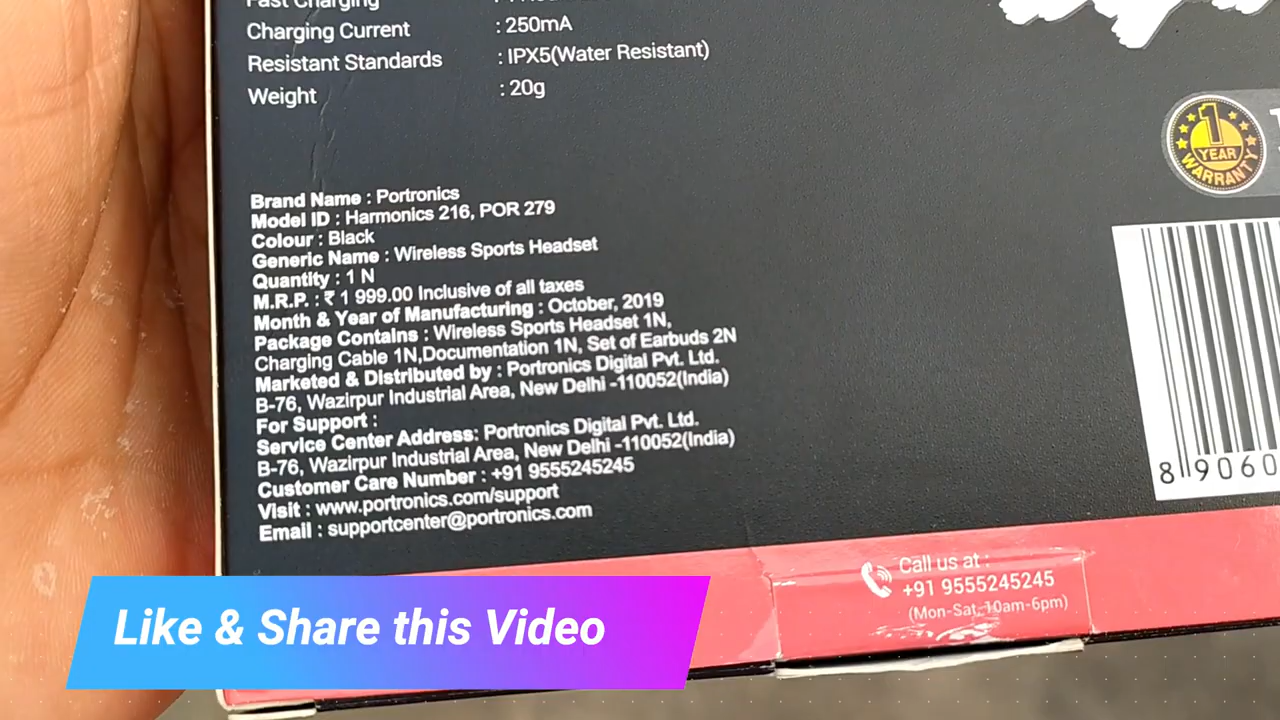 Fast Charging
Charging Current : 250mA
Resistant Standards : IPX5(Water Resistant)
Weight : 20g
1
YEAR
WARRANTY
Brand Name : Portronics
Model ID : Harmonics 216, POR 279
Colour : Black
Generic Name : Wireless Sports Headset
Quantity : 1 N
M.R.P. : ₹ 1 999.00 Inclusive of all taxes
Month & Year of Manufacturing : October, 2019
Package Contains : Wireless Sports Headset 1N,
Charging Cable 1N,Documentation 1N, Set of Earbuds 2N
Marketed & Distributed by : Portronics Digital Pvt. Ltd.
B-76, Wazirpur Industrial Area, New Delhi -110052(India)
For Support :
Service Center Address: Portronics Digital Pvt. Ltd.
B-76, Wazirpur Industrial Area, New Delhi -110052(India)
Customer Care Number : +91 9555245245
Visit : www.portronics.com/support
Email : supportcenter@portronics.com
8 9060
Call us at :
+91 9555245245
(Mon-Sat, 10am-6pm)
Like & Share this Video